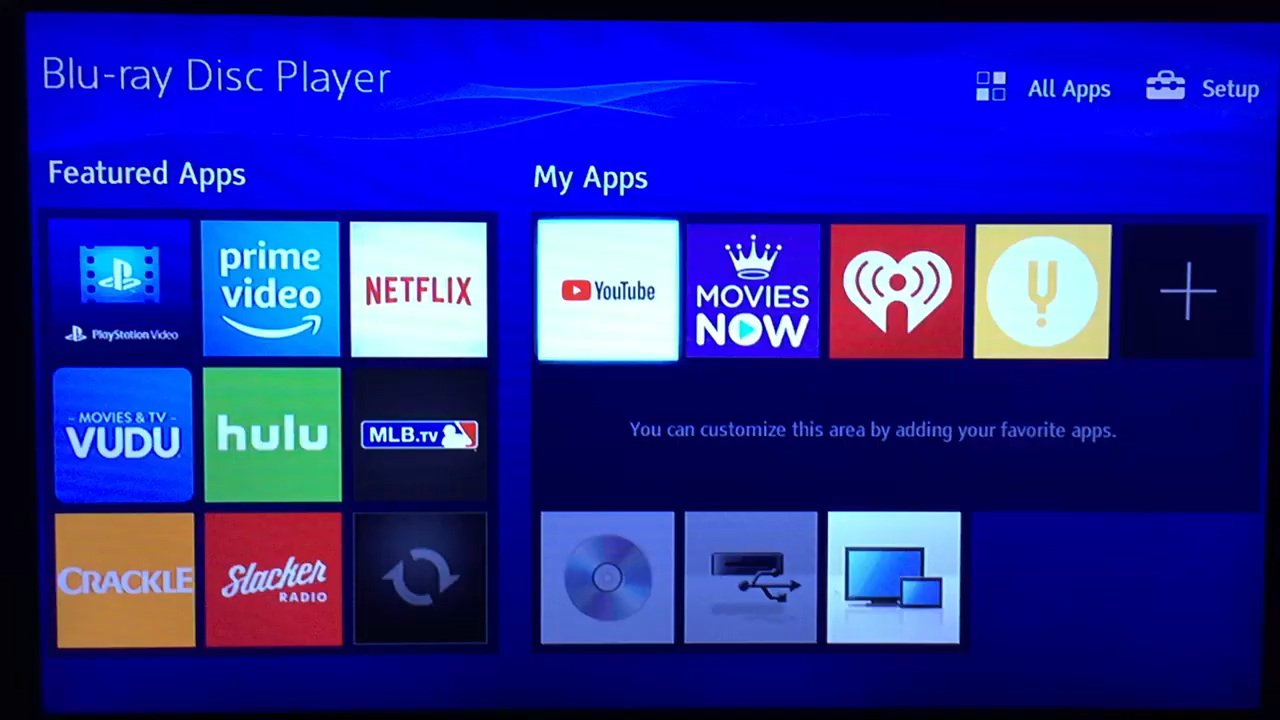 Blu-ray Disc Player
All Apps
Setup
Featured Apps
My Apps
PlayStation Video
prime
video
NETFLIX
YouTube
MOVIES
NOW
- MOVIES & TV -
VUDU
hulu
MLB.TV
You can customize this area by adding your favorite apps.
CRACKLE
Slacker
RADIO